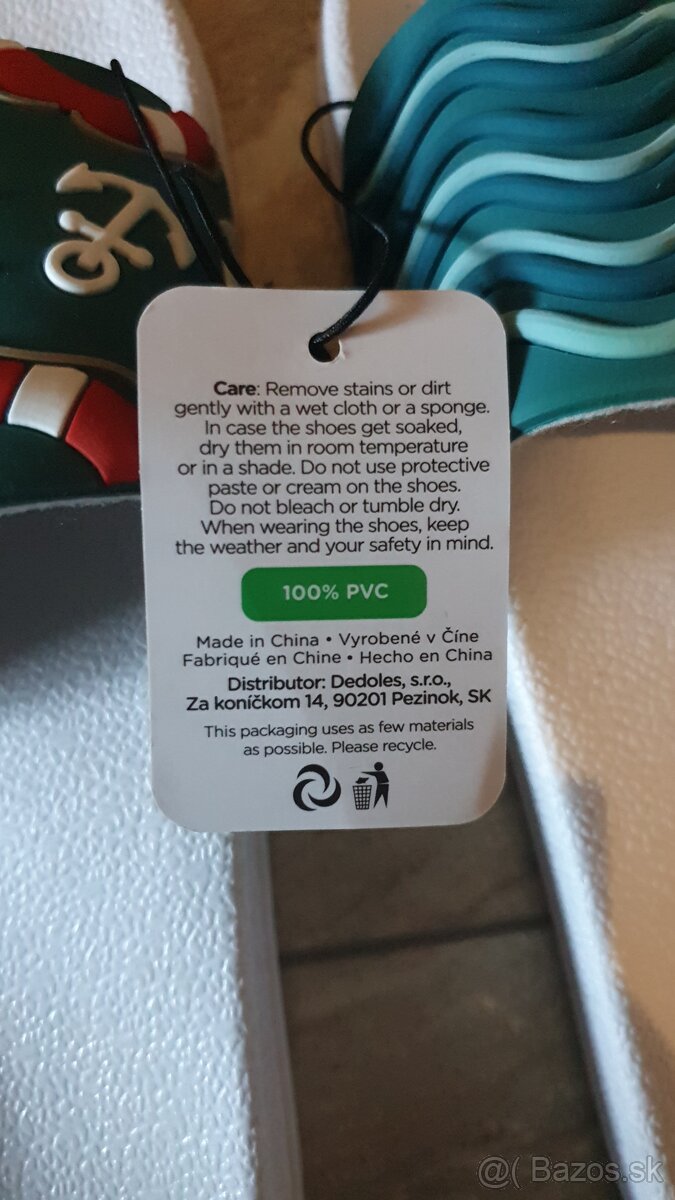 Care: Remove stains or dirt
gently with a wet cloth or a sponge.
In case the shoes get soaked,
dry them in room temperature
or in a shade. Do not use protective
paste or cream on the shoes.
Do not bleach or tumble dry.
When wearing the shoes, keep
the weather and your safety in mind.
100% PVC
Made in China • Vyrobené v Číne
Fabriqué en Chine • Hecho en China
Distributor: Dedoles, s.r.o.,
Za koníčkom 14, 90201 Pezinok, SK
This packaging uses as few materials
as possible. Please recycle.
@( Bazos.sk